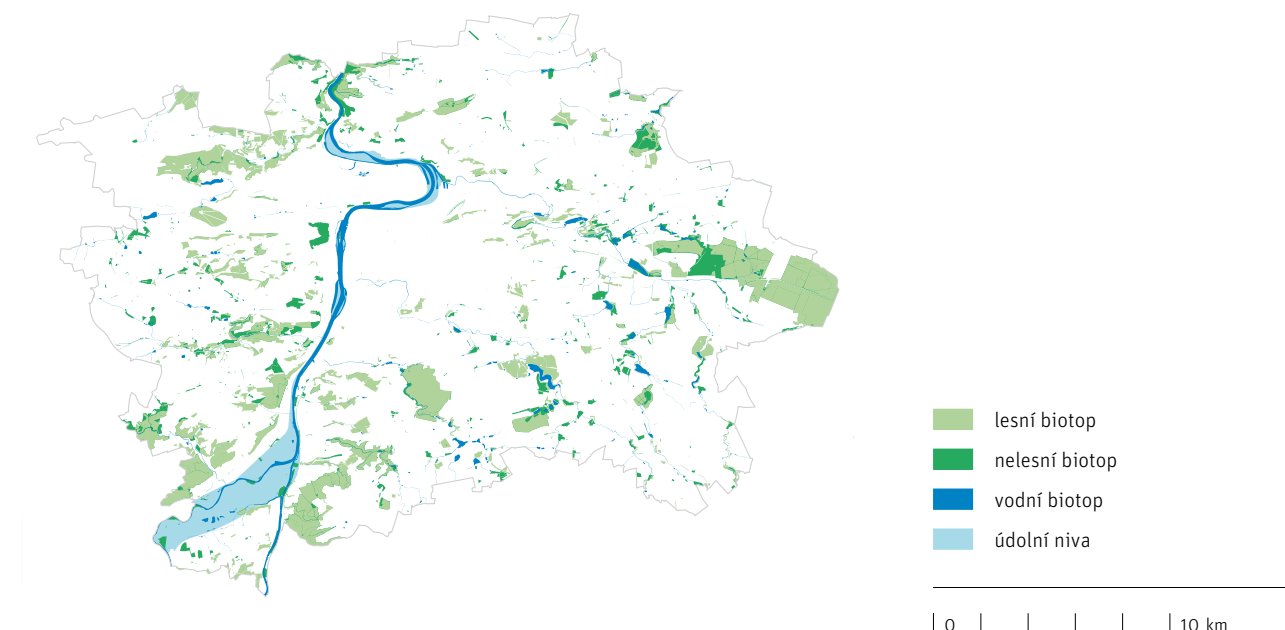 lesní biotop
nelesní biotop
vodní biotop
údolní niva
0 10 km